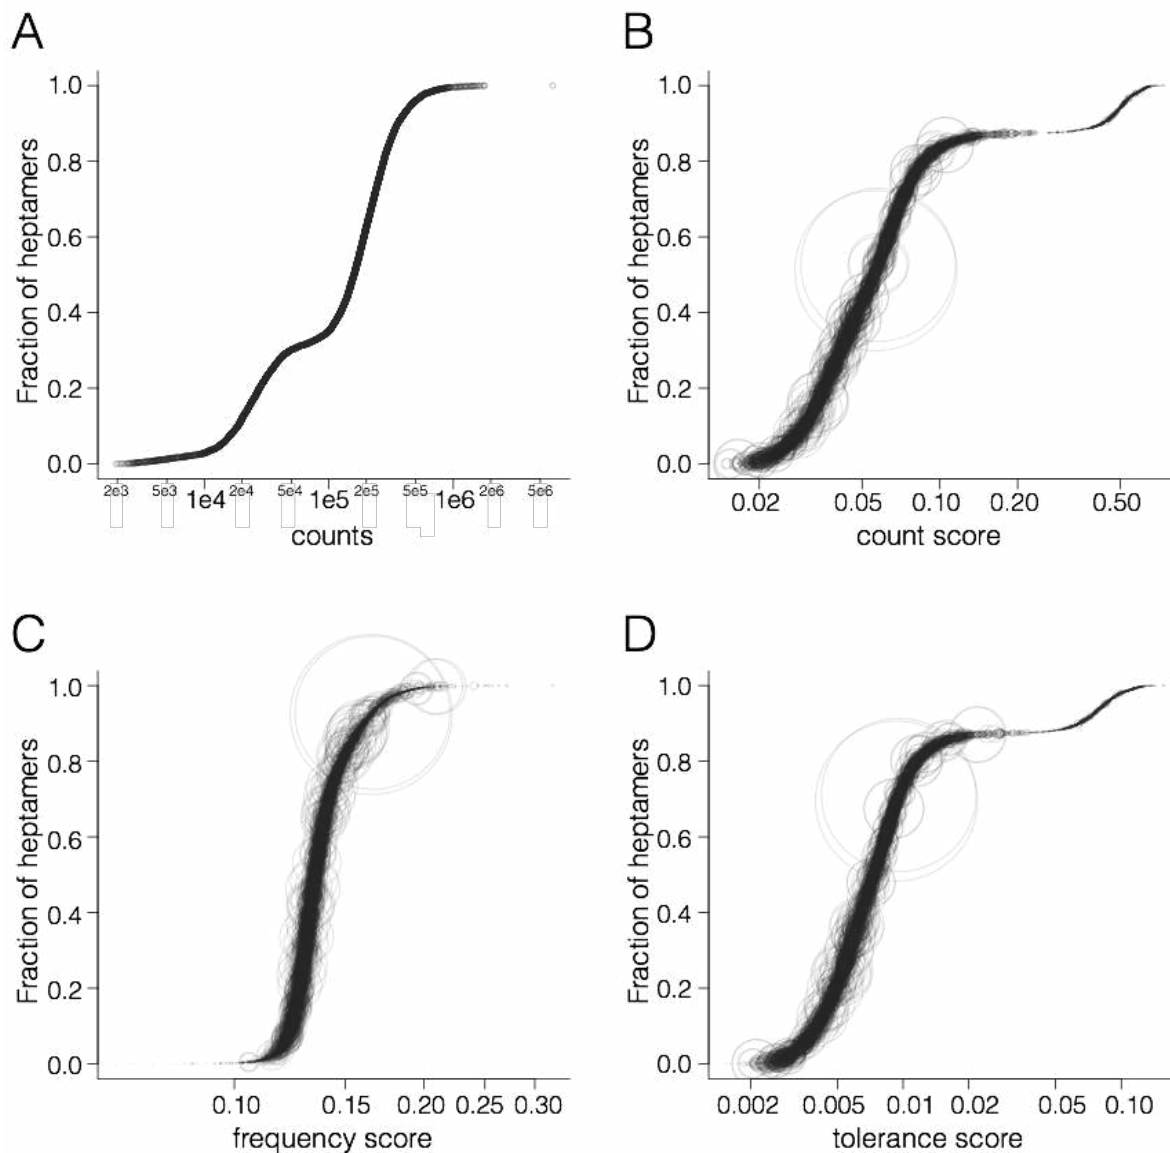 A
B
Fraction of heptamers
1.0
0.8
0.6
0.4
0.2
0.0
2e3 5e3 1e4 2e4 5e4 1e5 2e5 5e5 1e6 2e6 5e6
counts
Fraction of heptamers
1.0
0.8
0.6
0.4
0.2
0.0
0.02 0.05 0.10 0.20 0.50
count score
C
D
Fraction of heptamers
1.0
0.8
0.6
0.4
0.2
0.0
0.10 0.15 0.20 0.25 0.30
frequency score
Fraction of heptamers
1.0
0.8
0.6
0.4
0.2
0.0
0.002 0.005 0.01 0.02 0.05 0.10
tolerance score